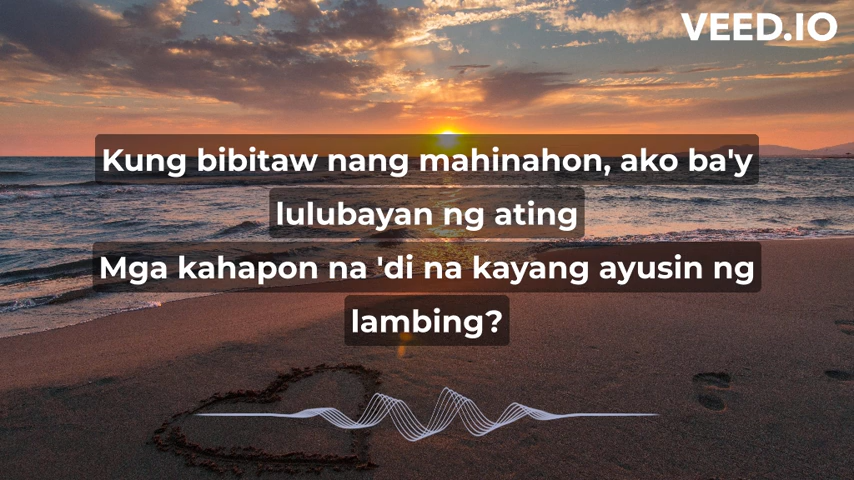 VEED.IO
Kung bibitaw nang mahinahon, ako ba'y
lulubayan ng ating
Mga kahapon na 'di na kayang ayusin ng
lambing?